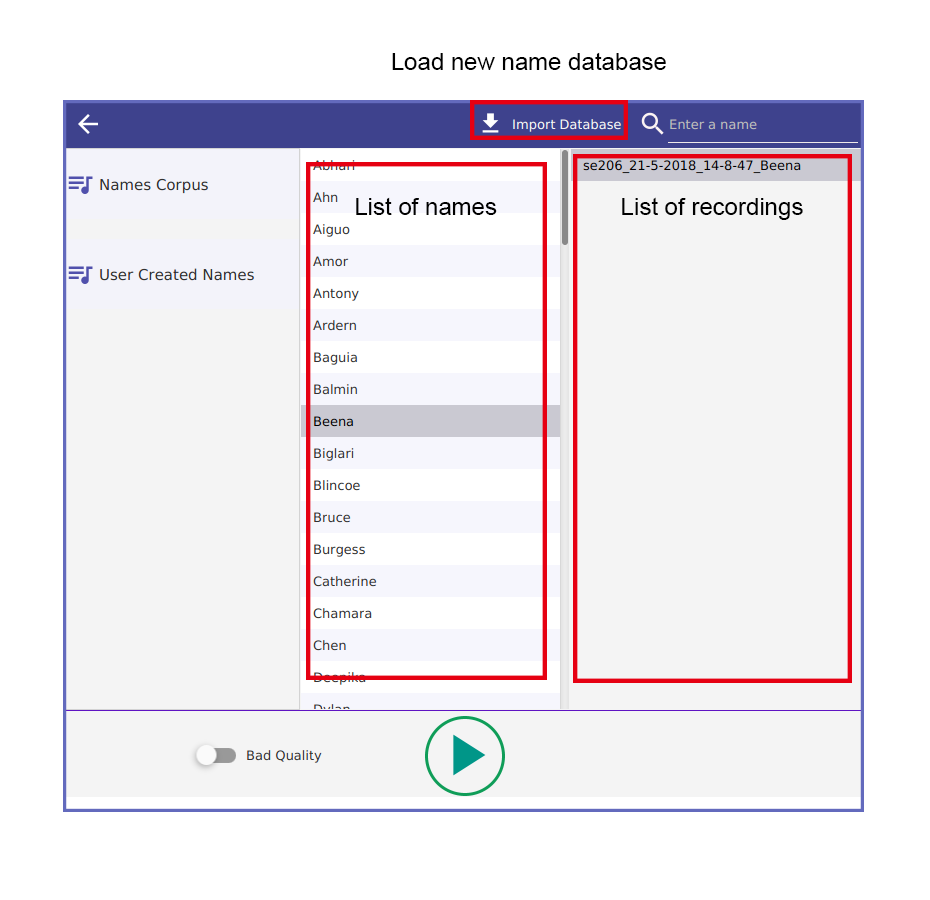 Load new name database
Import Database
Enter a name
Names Corpus
User Created Names
Abhari
Ahn
List of names
Aiguo
Amor
Antony
Ardern
Baguia
Balmin
Beena
Biglari
Blincoe
Bruce
Burgess
Catherine
Chamara
Chen
Deepika
Dylan
se206_21-5-2018_14-8-47_Beena
List of recordings
Bad Quality